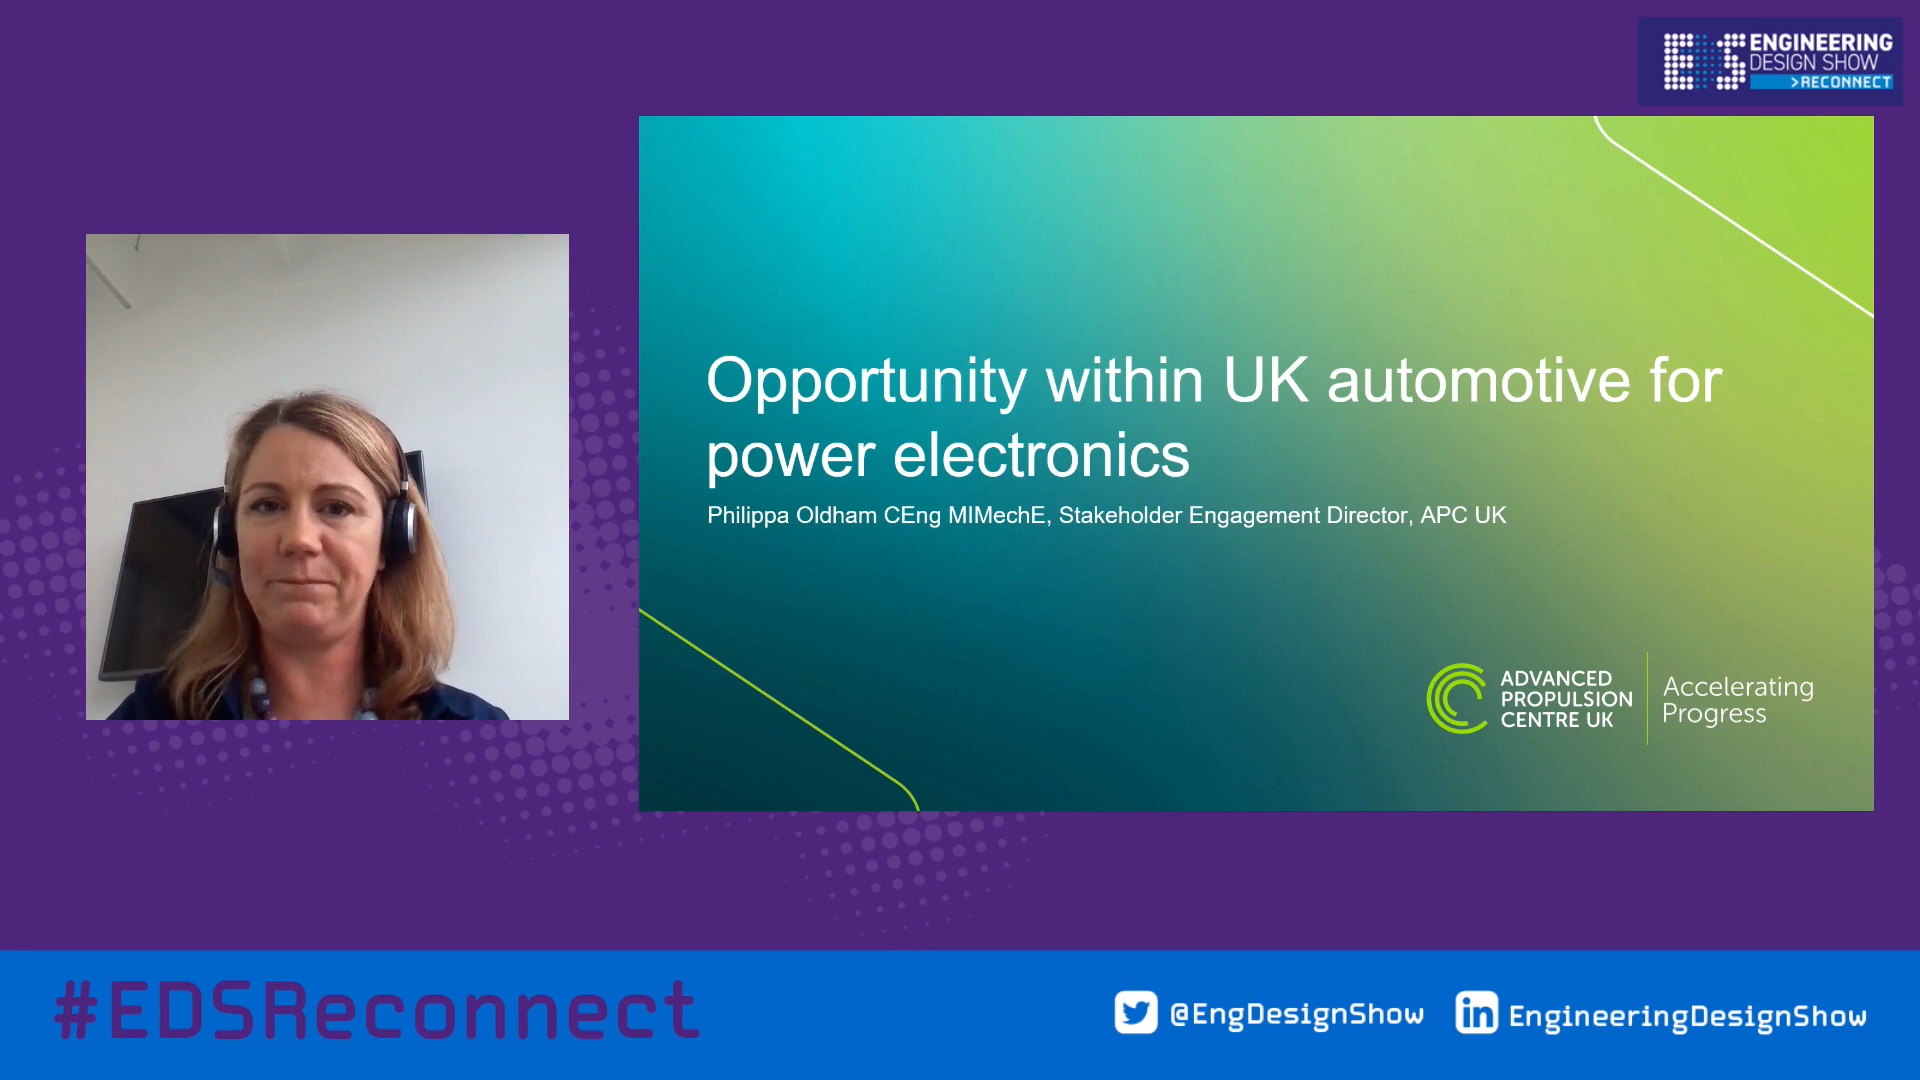 ENGINEERING
DESIGN SHOW
>RECONNECT
Opportunity within UK automotive for
power electronics
Philippa Oldham CEng MIMechE, Stakeholder Engagement Director, APC UK
ADVANCED
PROPULSION
CENTRE UK
Accelerating
Progress
#EDSReconnect
@EngDesignShow
in EngineeringDesignShow